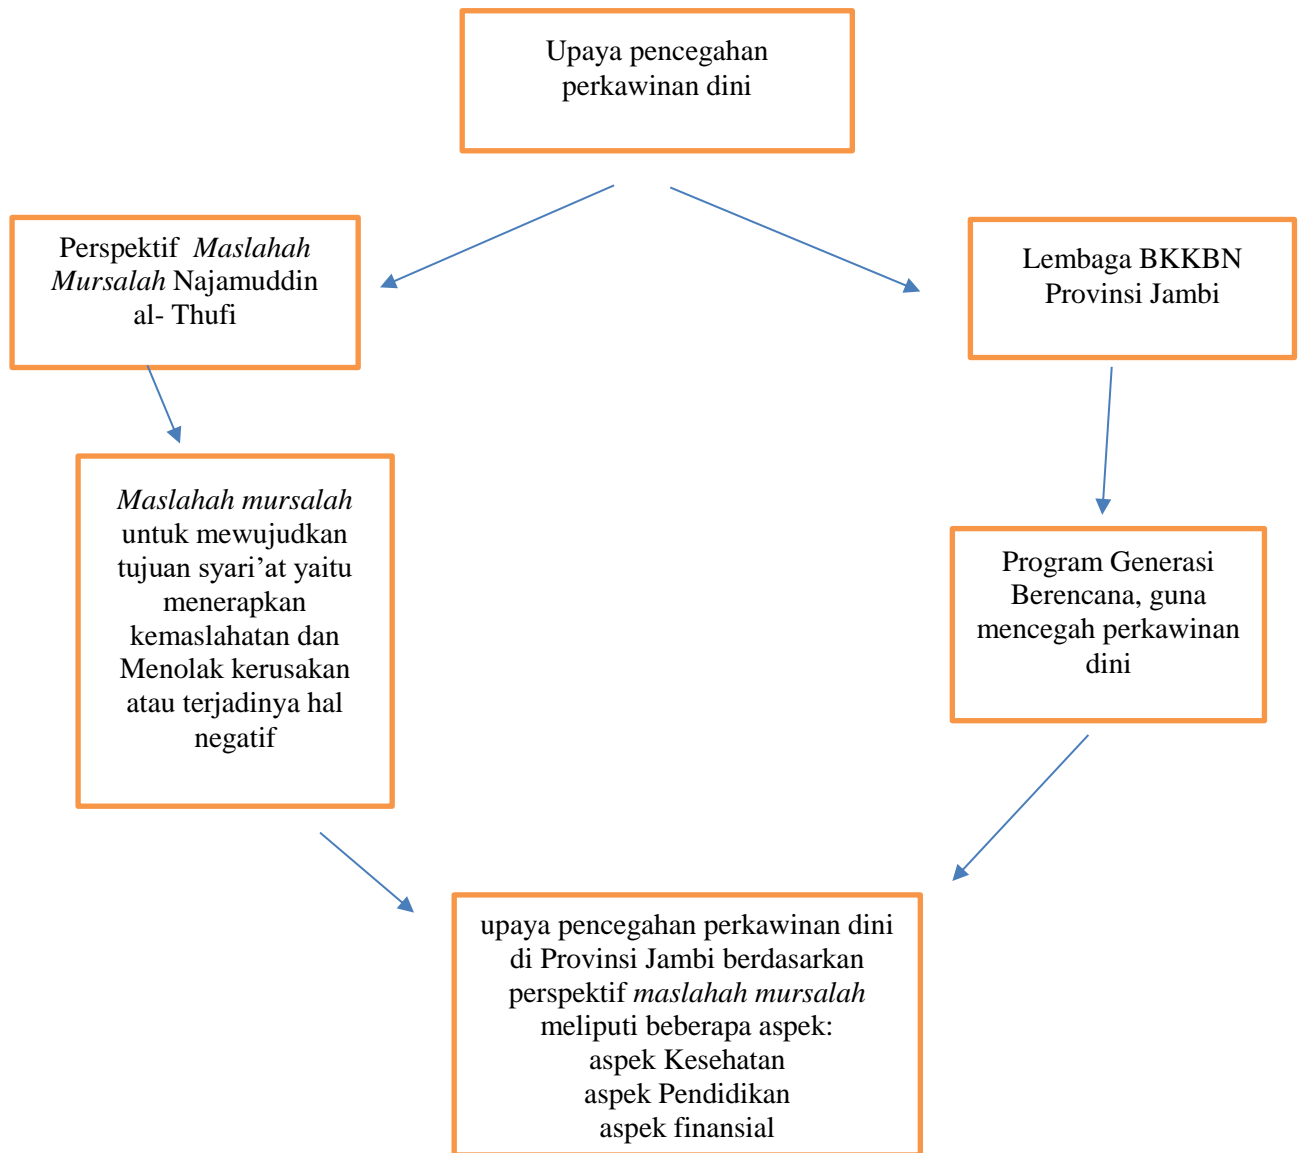 Upaya pencegahan
perkawinan dini
Perspektif Maslahah
Mursalah Najamuddin
al- Thufi
Lembaga BKKBN
Provinsi Jambi
Maslahah mursalah
untuk mewujudkan
tujuan syari’at yaitu
menerapkan
kemaslahatan dan
Menolak kerusakan
atau terjadinya hal
negatif
Program Generasi
Berencana, guna
mencegah perkawinan
dini
upaya pencegahan perkawinan dini
di Provinsi Jambi berdasarkan
perspektif maslahah mursalah
meliputi beberapa aspek:
aspek Kesehatan
aspek Pendidikan
aspek finansial